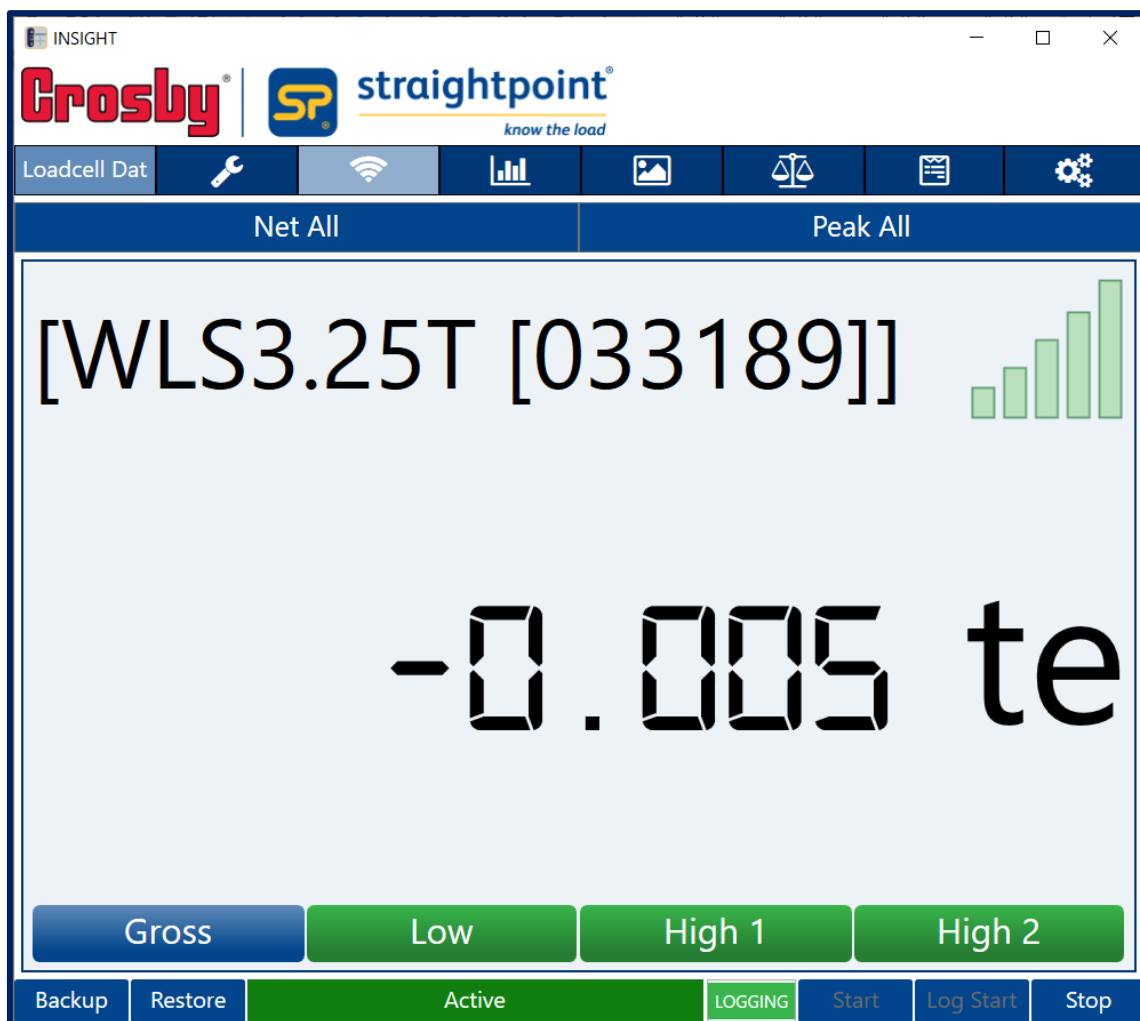 INSIGHT
Crosby® SP® straightpoint®
know the load
Loadcell Dat
Net All Peak All
[WLS3.25T [033189]]
-0.005 te
Gross Low High 1 High 2
Backup Restore Active LOGGING Start Log Start Stop